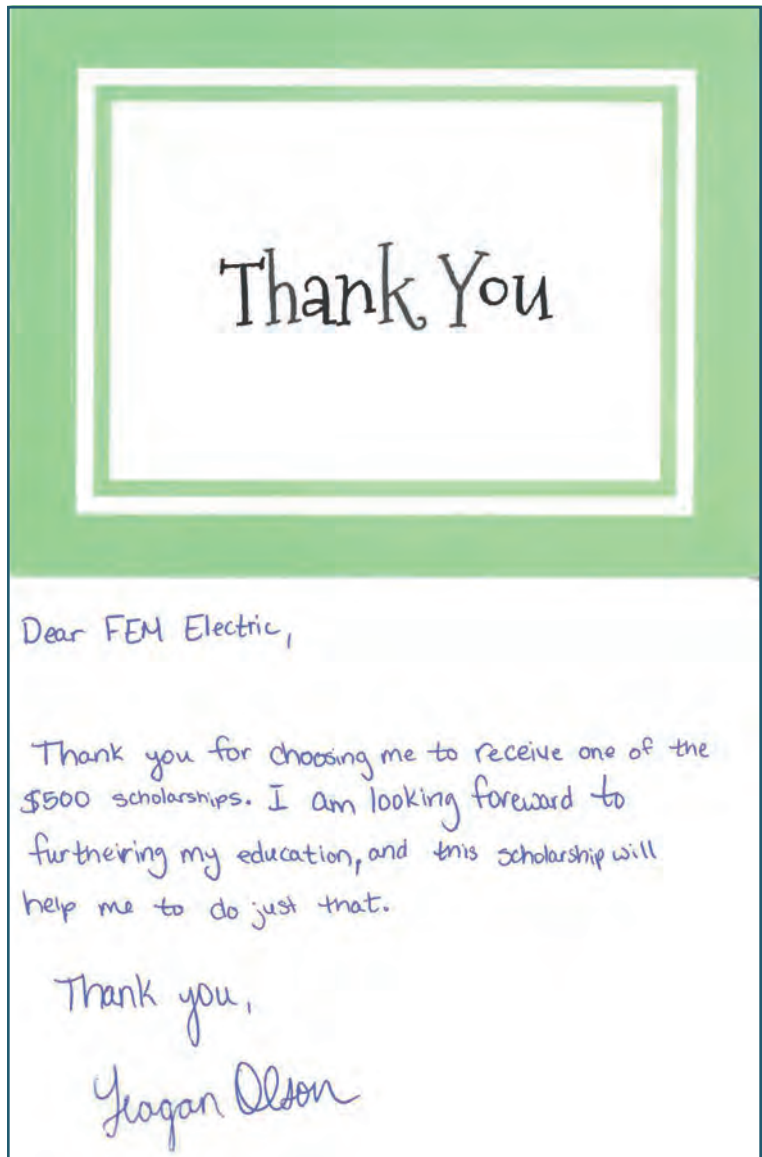 Thank You
Dear FEM Electric,
Thank you for choosing me to receive one of the
$500 scholarships. I am looking foreward to
furtheiring my education, and this scholarship will
help me to do just that.
Thank you,
Olson